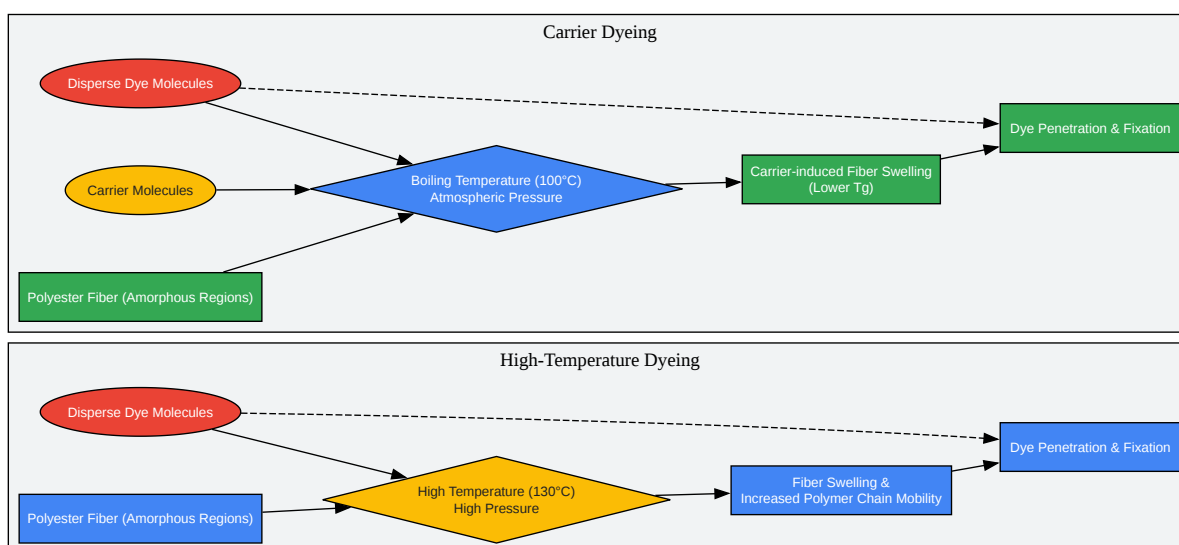 Carrier Dyeing
Disperse Dye Molecules
Dye Penetration & Fixation
Carrier Molecules
Boiling Temperature (100°C)
Atmospheric Pressure
Carrier-induced Fiber Swelling
(Lower Tg)
Polyester Fiber (Amorphous Regions)
High-Temperature Dyeing
Disperse Dye Molecules
Dye Penetration & Fixation
Polyester Fiber (Amorphous Regions)
High Temperature (130°C)
High Pressure
Fiber Swelling &
Increased Polymer Chain Mobility